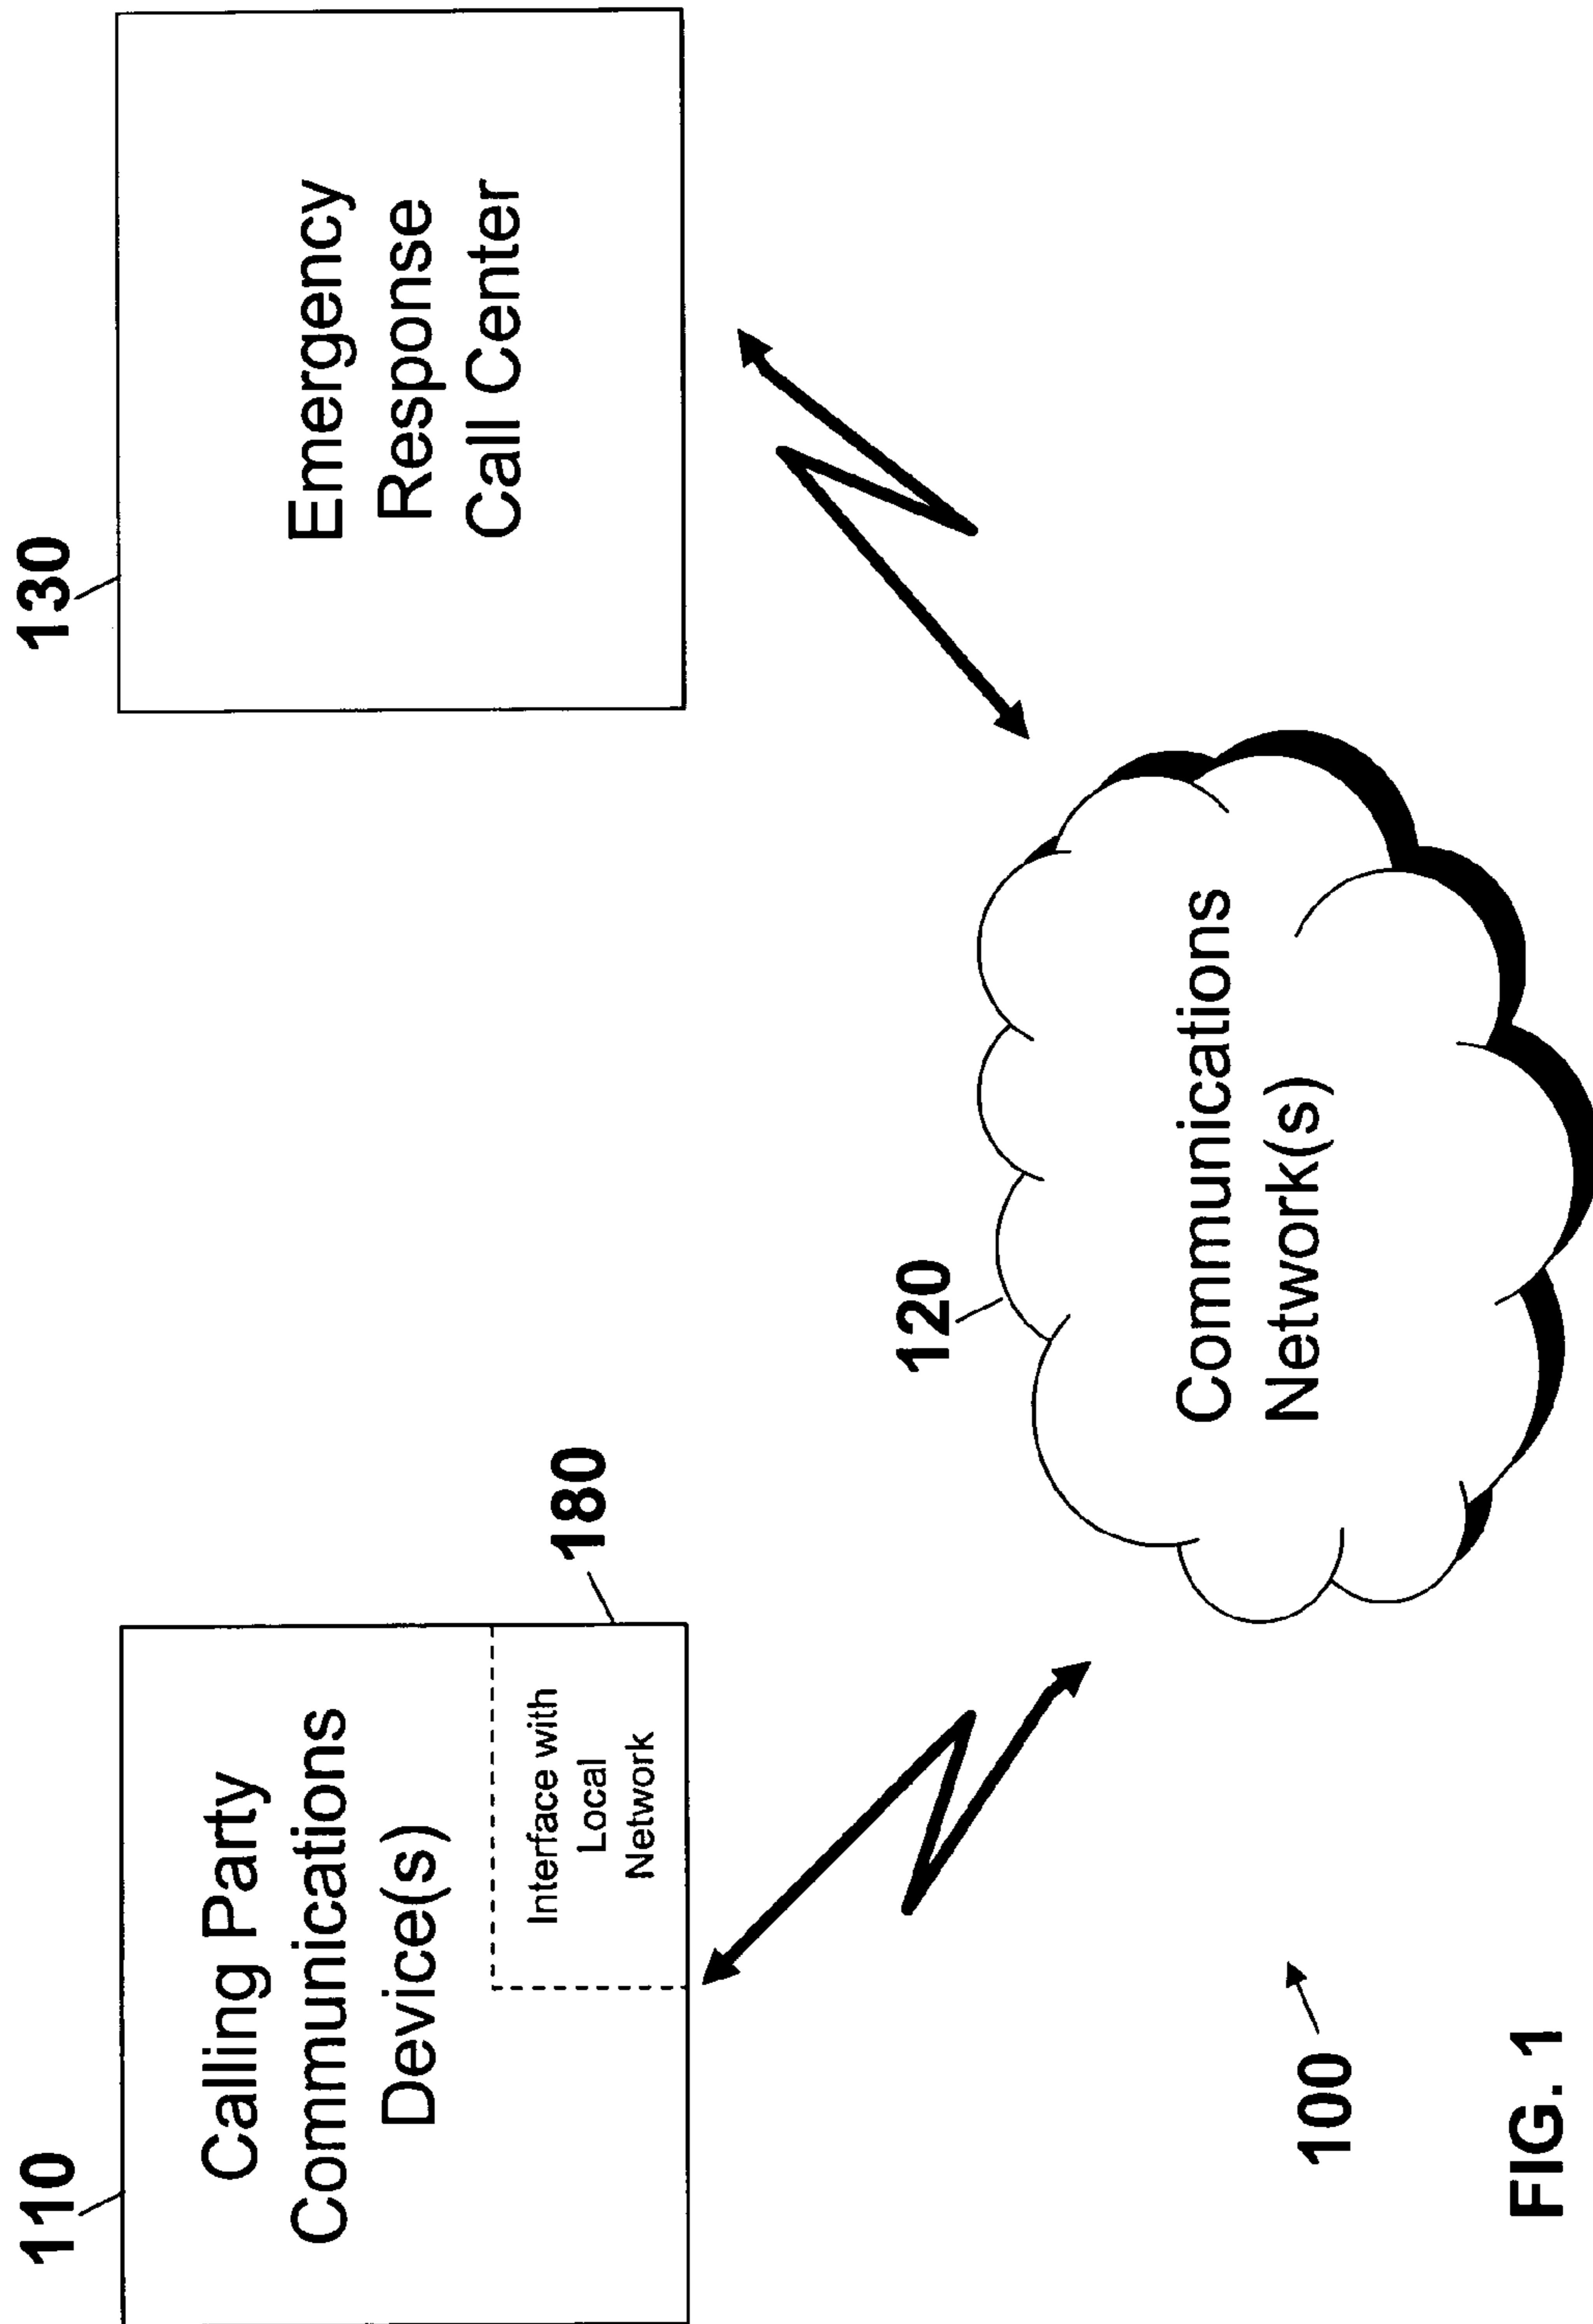 110
Calling Party
Communications
Device(s)
Interface with
Local
Network
180
130
Emergency
Response
Call Center
120
Communications
Network(s)
100
FIG. 1